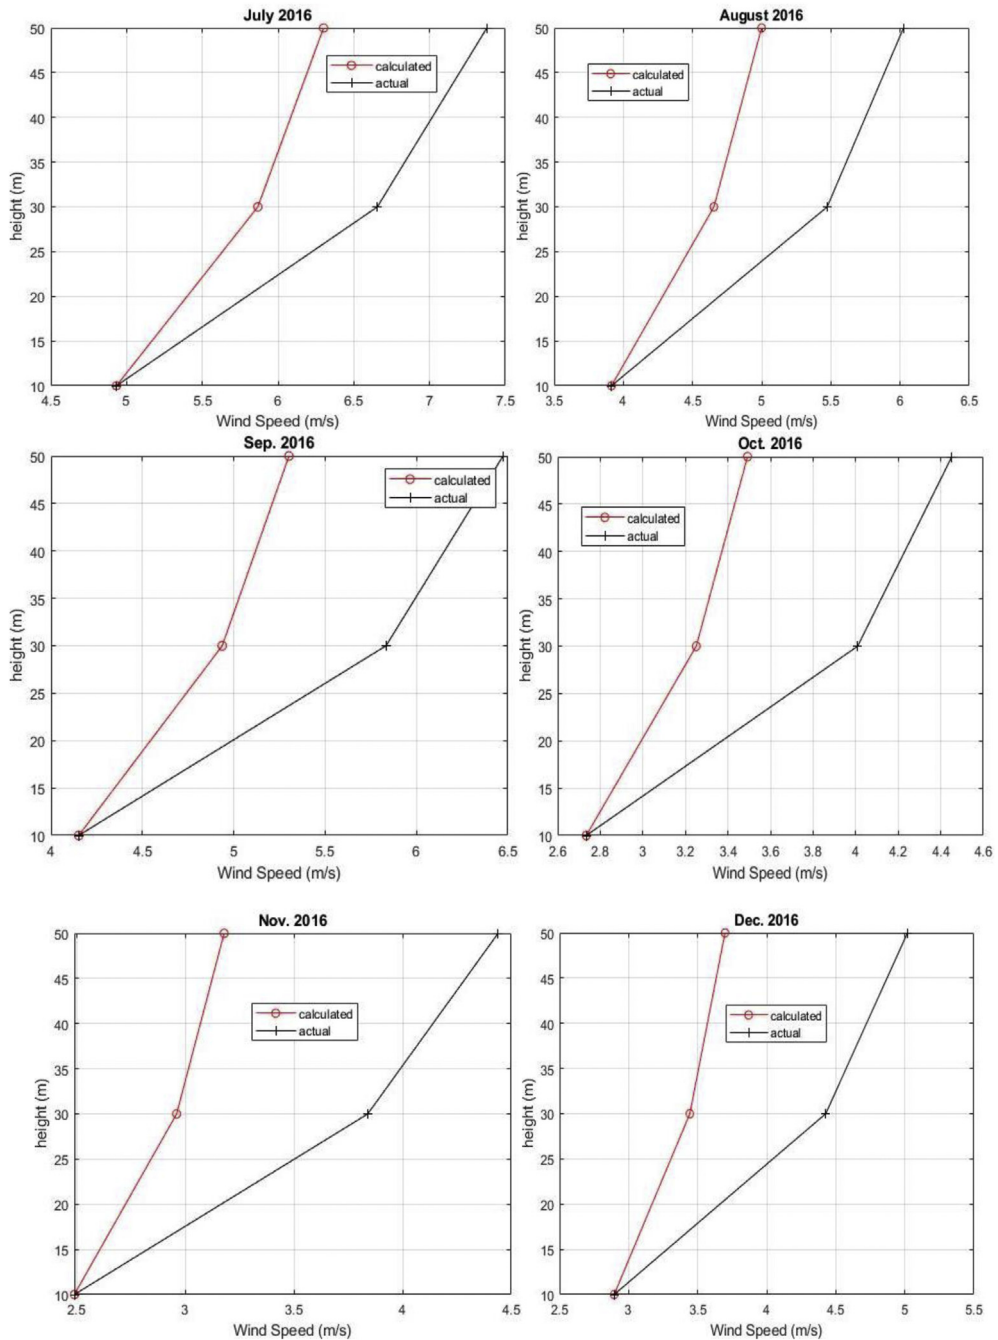 July 2016
50
45
40
35
30
25
20
15
10
height (m)
calculated
actual
4.5 5 5.5 6 6.5 7 7.5
Wind Speed (m/s)
August 2016
50
45
40
35
30
25
20
15
10
height (m)
calculated
actual
3.5 4 4.5 5 5.5 6 6.5
Wind Speed (m/s)
Sep. 2016
50
45
40
35
30
25
20
15
10
height (m)
calculated
actual
4 4.5 5 5.5 6 6.5
Wind Speed (m/s)
Oct. 2016
50
45
40
35
30
25
20
15
10
height (m)
calculated
actual
2.6 2.8 3 3.2 3.4 3.6 3.8 4 4.2 4.4 4.6
Wind Speed (m/s)
Nov. 2016
50
45
40
35
30
25
20
15
10
height (m)
calculated
actual
2.5 3 3.5 4 4.5
Wind Speed (m/s)
Dec. 2016
50
45
40
35
30
25
20
15
10
height (m)
calculated
actual
2.5 3 3.5 4 4.5 5 5.5
Wind Speed (m/s)